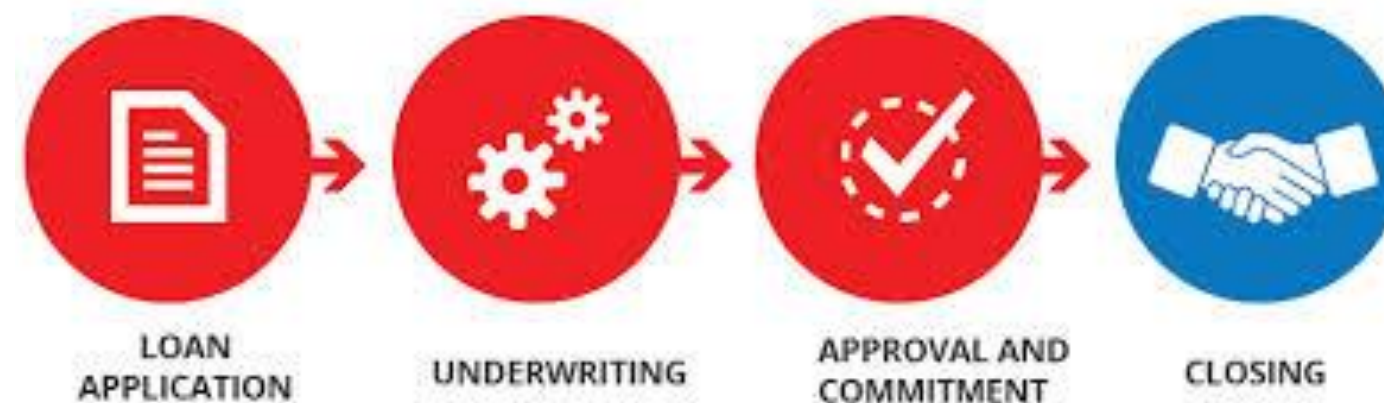 LOAN
APPLICATION
UNDERWRITING
APPROVAL AND
COMMITMENT
CLOSING